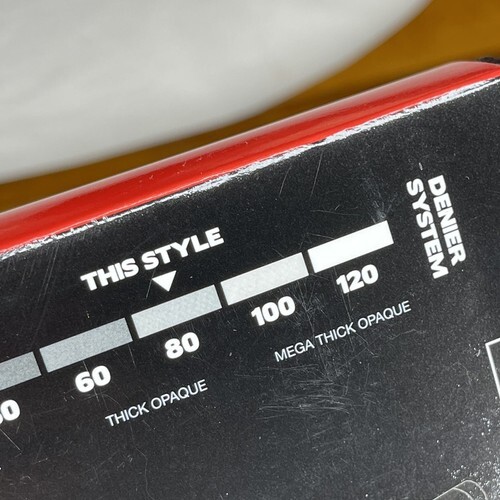 DENIER
SYSTEM
THIS STYLE
60 80 100 120
THICK OPAQUE
MEGA THICK OPAQUE